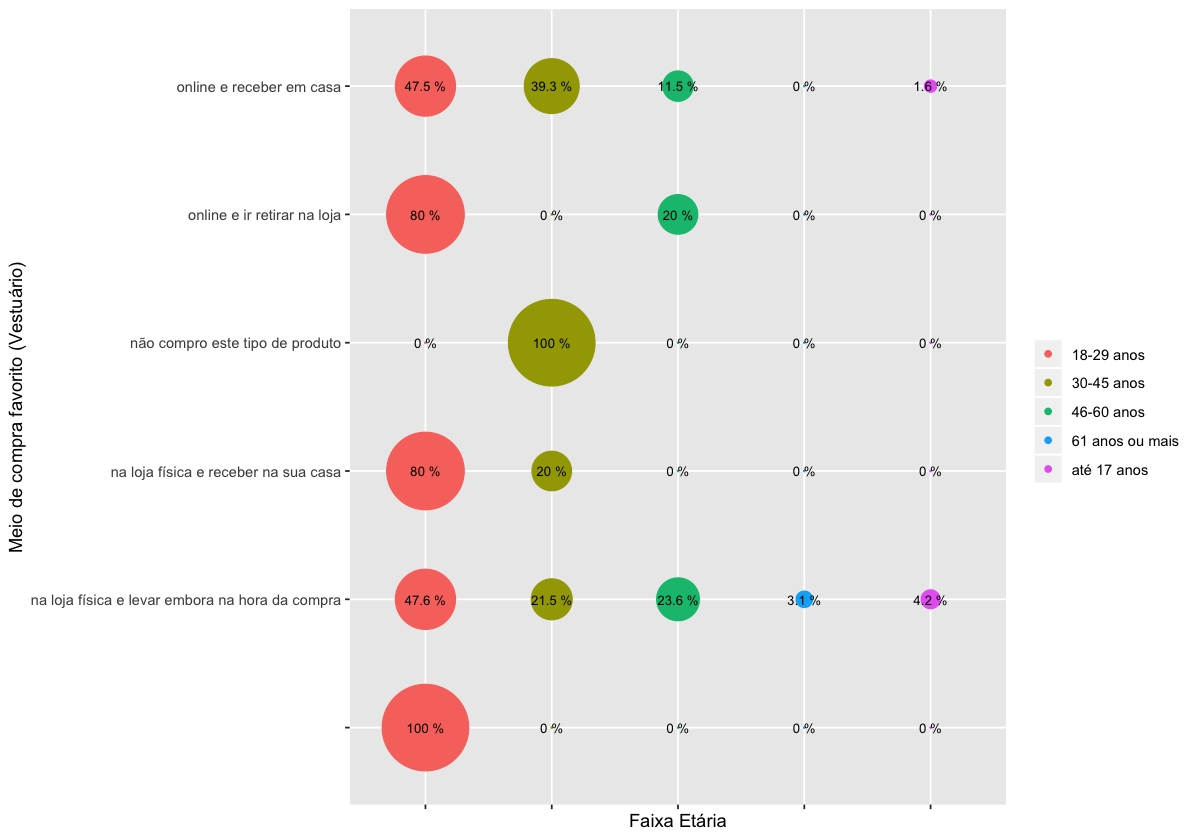 online e receber em casa
47.5 %
39.3 %
11.5 %
0 %
1.6 %
online e ir retirar na loja
80 %
0 %
20 %
0 %
0 %
não compro este tipo de produto
0 %
100 %
0 %
0 %
0 %
na loja física e receber na sua casa
80 %
20 %
0 %
0 %
0 %
na loja física e levar embora na hora da compra
47.6 %
21.5 %
23.6 %
3.1 %
4.2 %
100 %
0 %
0 %
0 %
0 %
Meio de compra favorito (Vestuário)
Faixa Etária
18-29 anos
30-45 anos
46-60 anos
61 anos ou mais
até 17 anos